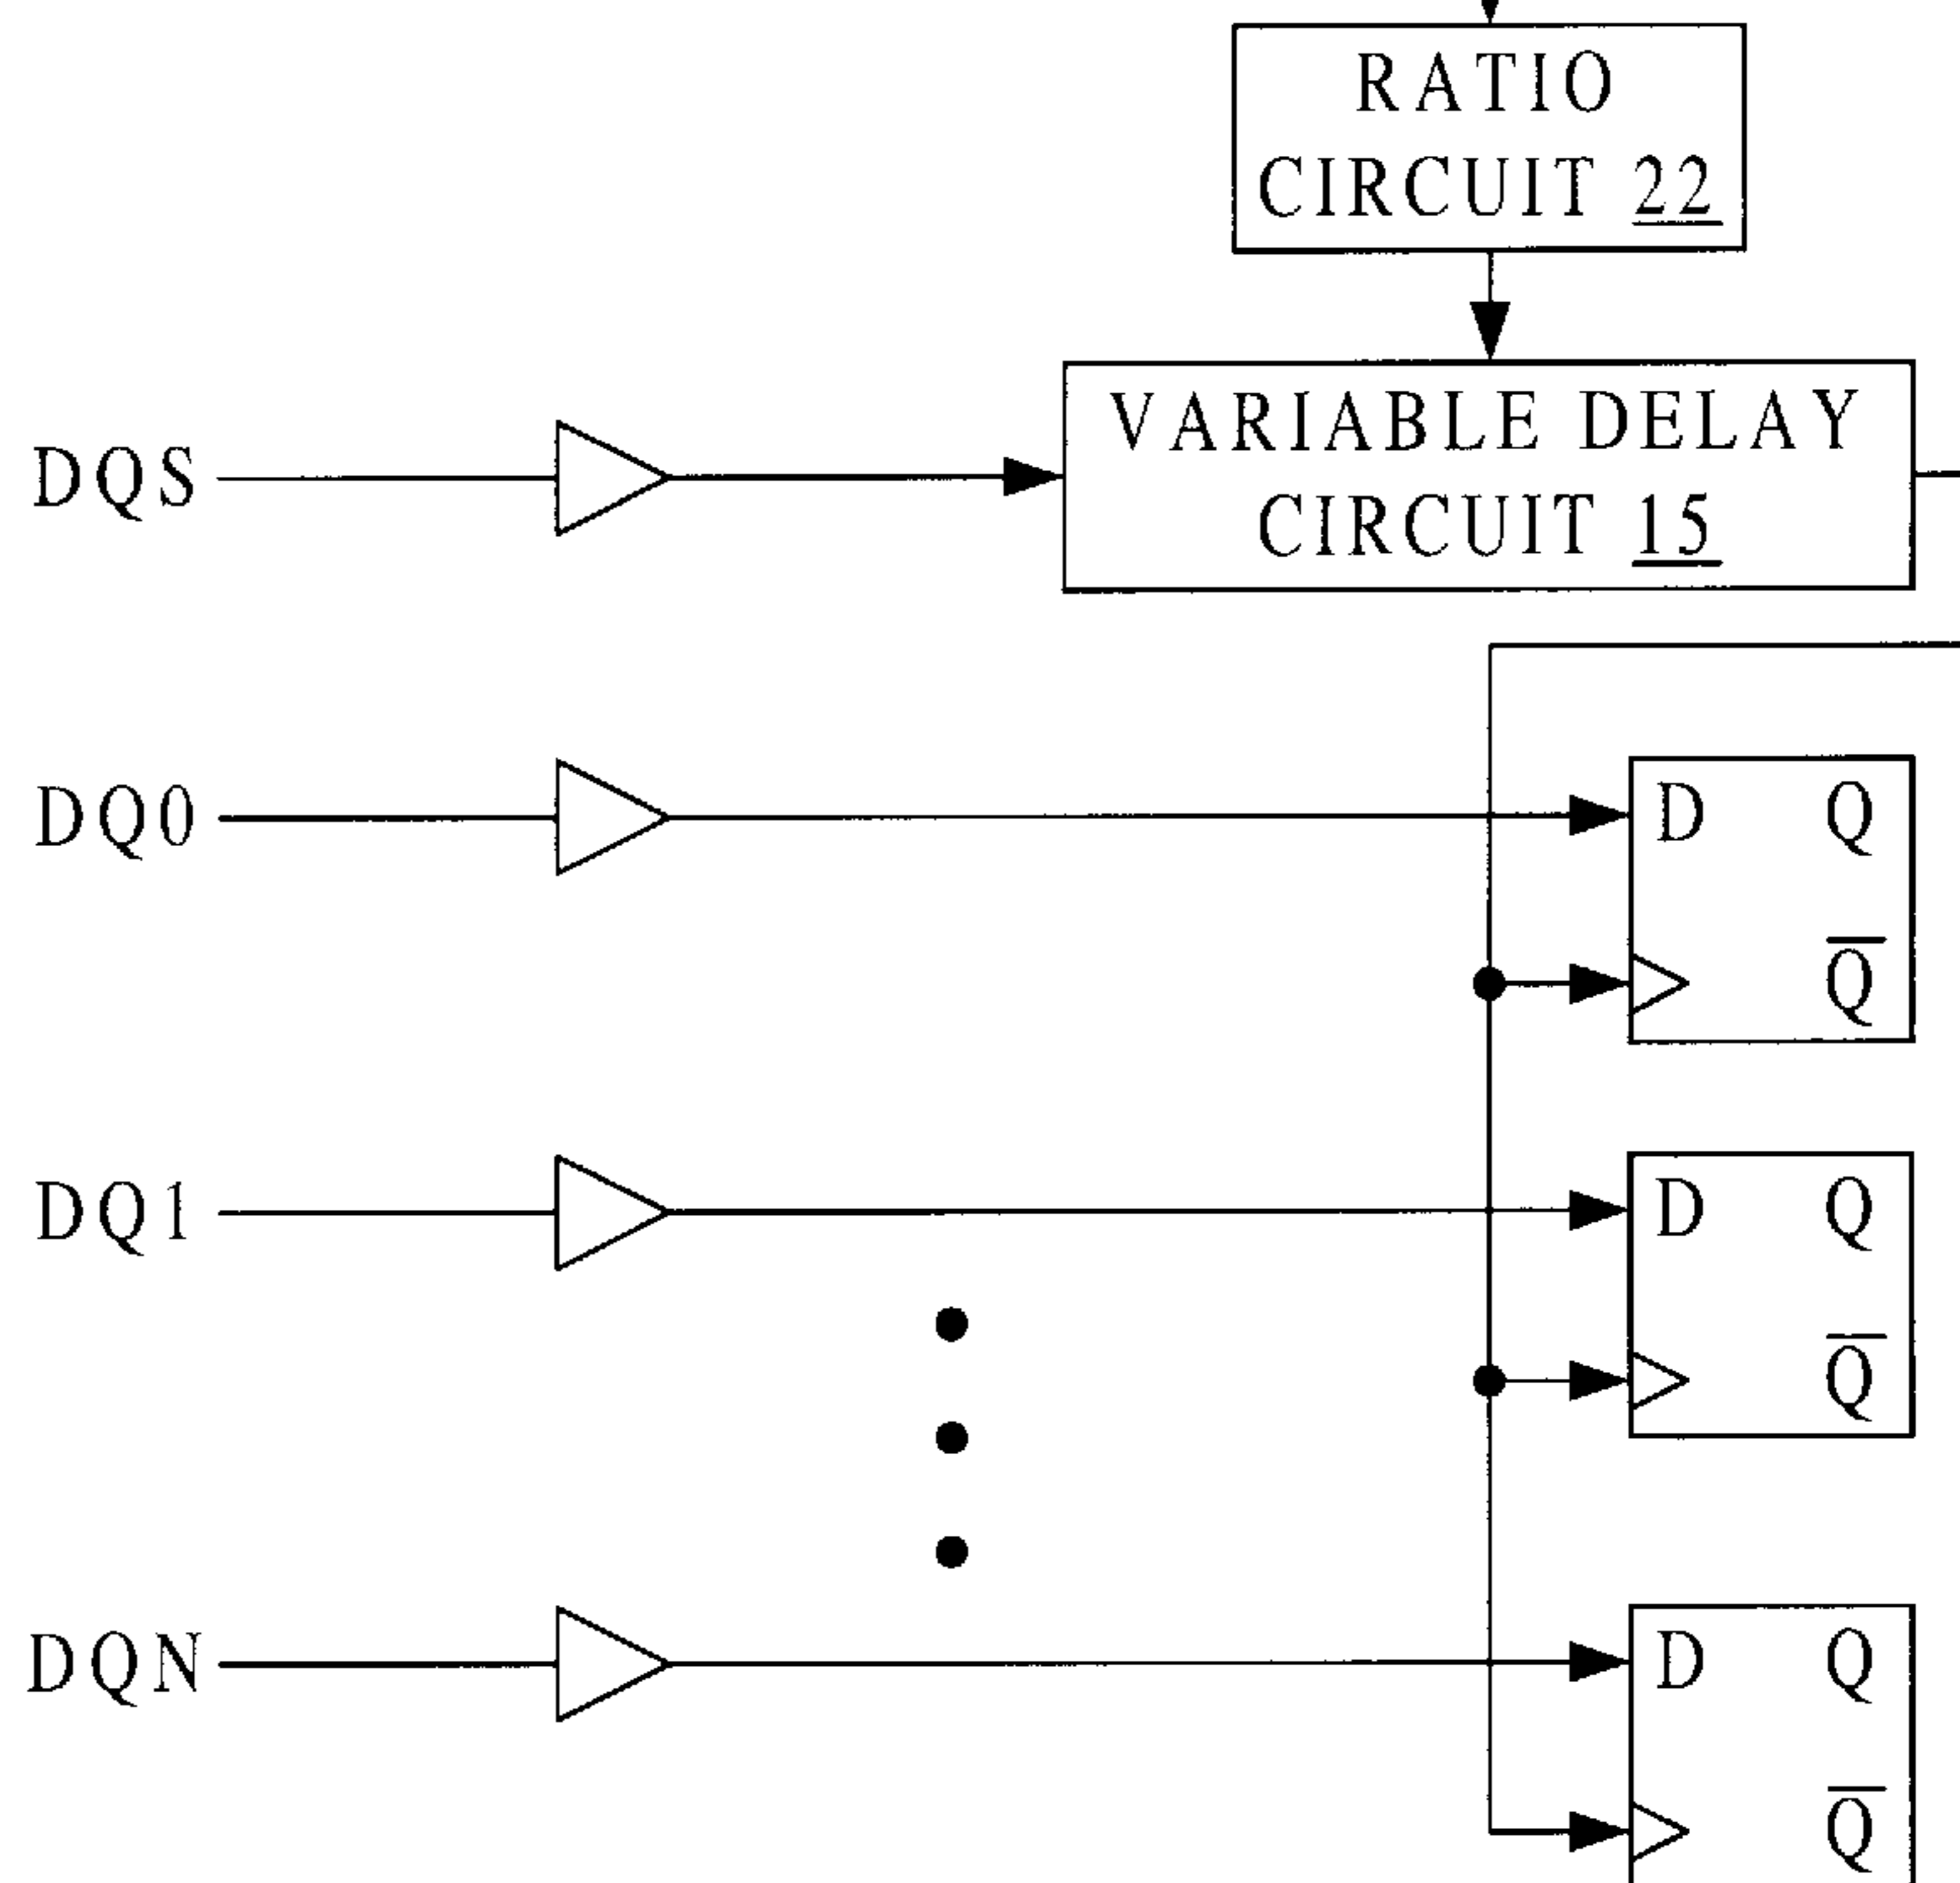 RATIO
CIRCUIT 22
DQS
VARIABLE DELAY
CIRCUIT 15
DQ0
D Q
Q̅
DQ1
D Q
Q̅
DQN
D Q
Q̅